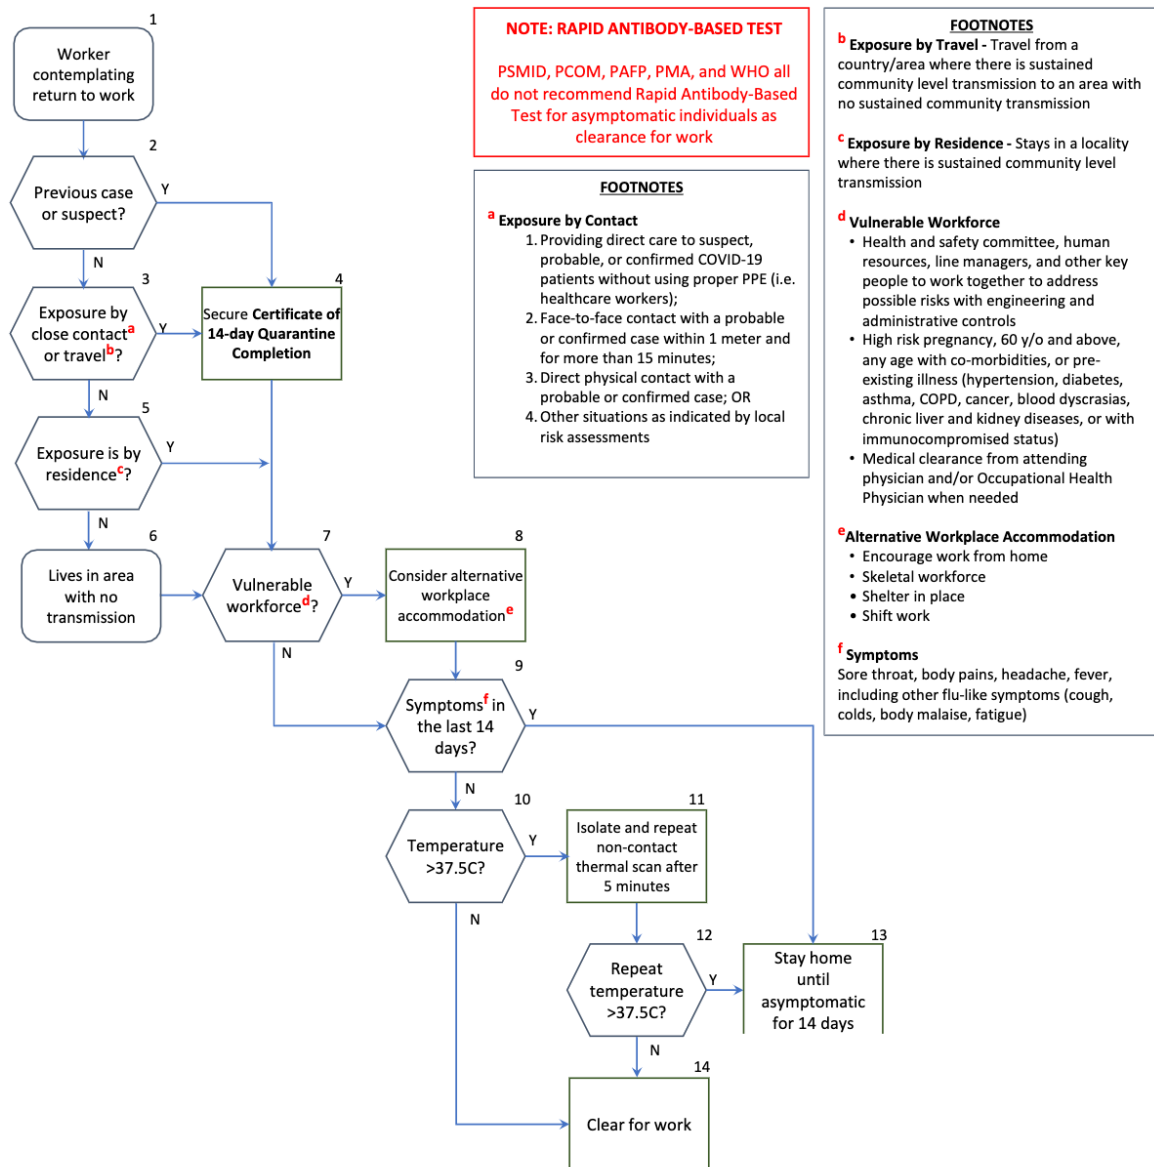 1
Worker
contemplating
return to work
2
Previous case
or suspect?
Y
N
3
Exposure by
close contactᵃ
or travelᵇ?
Y
N
4
Secure Certificate of
14-day Quarantine
Completion
5
Exposure is by
residenceᶜ?
Y
N
6
Lives in area
with no
transmission
7
Vulnerable
workforceᵈ?
Y
N
8
Consider alternative
workplace
accommodationᵉ
9
Symptomsᶠ in
the last 14
days?
Y
N
10
Temperature
>37.5C?
Y
N
11
Isolate and repeat
non-contact
thermal scan after
5 minutes
12
Repeat
temperature
>37.5C?
Y
N
13
Stay home
until
asymptomatic
for 14 days
14
Clear for work
NOTE: RAPID ANTIBODY-BASED TEST
PSMID, PCOM, PAFP, PMA, and WHO all
do not recommend Rapid Antibody-Based
Test for asymptomatic individuals as
clearance for work
FOOTNOTES
ᵃ Exposure by Contact
1. Providing direct care to suspect,
probable, or confirmed COVID-19
patients without using proper PPE (i.e.
healthcare workers);
2. Face-to-face contact with a probable
or confirmed case within 1 meter and
for more than 15 minutes;
3. Direct physical contact with a
probable or confirmed case; OR
4. Other situations as indicated by local
risk assessments
FOOTNOTES
ᵇ Exposure by Travel - Travel from a
country/area where there is sustained
community level transmission to an area with
no sustained community transmission
ᶜ Exposure by Residence - Stays in a locality
where there is sustained community level
transmission
ᵈ Vulnerable Workforce
• Health and safety committee, human
resources, line managers, and other key
people to work together to address
possible risks with engineering and
administrative controls
• High risk pregnancy, 60 y/o and above,
any age with co-morbidities, or pre-
existing illness (hypertension, diabetes,
asthma, COPD, cancer, blood dyscrasias,
chronic liver and kidney diseases, or with
immunocompromised status)
• Medical clearance from attending
physician and/or Occupational Health
Physician when needed
ᵉAlternative Workplace Accommodation
• Encourage work from home
• Skeletal workforce
• Shelter in place
• Shift work
ᶠ Symptoms
Sore throat, body pains, headache, fever,
including other flu-like symptoms (cough,
colds, body malaise, fatigue)